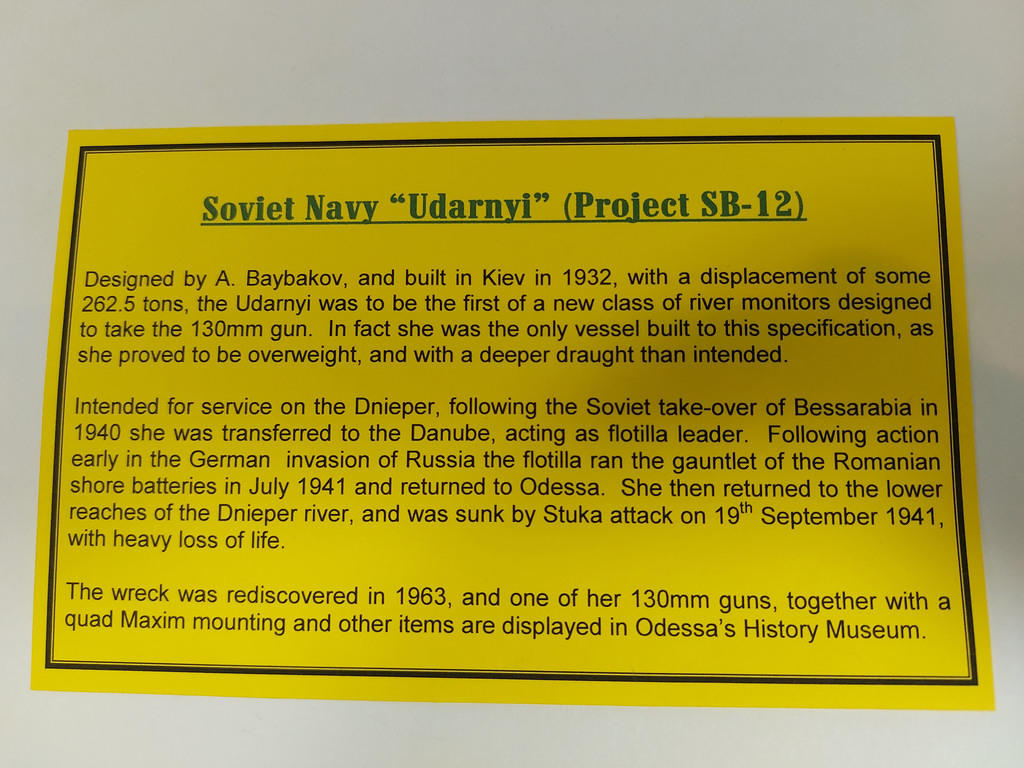 Soviet Navy “Udarnyi” (Project SB-12)
Designed by A. Baybakov, and built in Kiev in 1932, with a displacement of some
262.5 tons, the Udarnyi was to be the first of a new class of river monitors designed
to take the 130mm gun. In fact she was the only vessel built to this specification, as
she proved to be overweight, and with a deeper draught than intended.
Intended for service on the Dnieper, following the Soviet take-over of Bessarabia in
1940 she was transferred to the Danube, acting as flotilla leader. Following action
early in the German invasion of Russia the flotilla ran the gauntlet of the Romanian
shore batteries in July 1941 and returned to Odessa. She then returned to the lower
reaches of the Dnieper river, and was sunk by Stuka attack on 19th September 1941,
with heavy loss of life.
The wreck was rediscovered in 1963, and one of her 130mm guns, together with a
quad Maxim mounting and other items are displayed in Odessa’s History Museum.